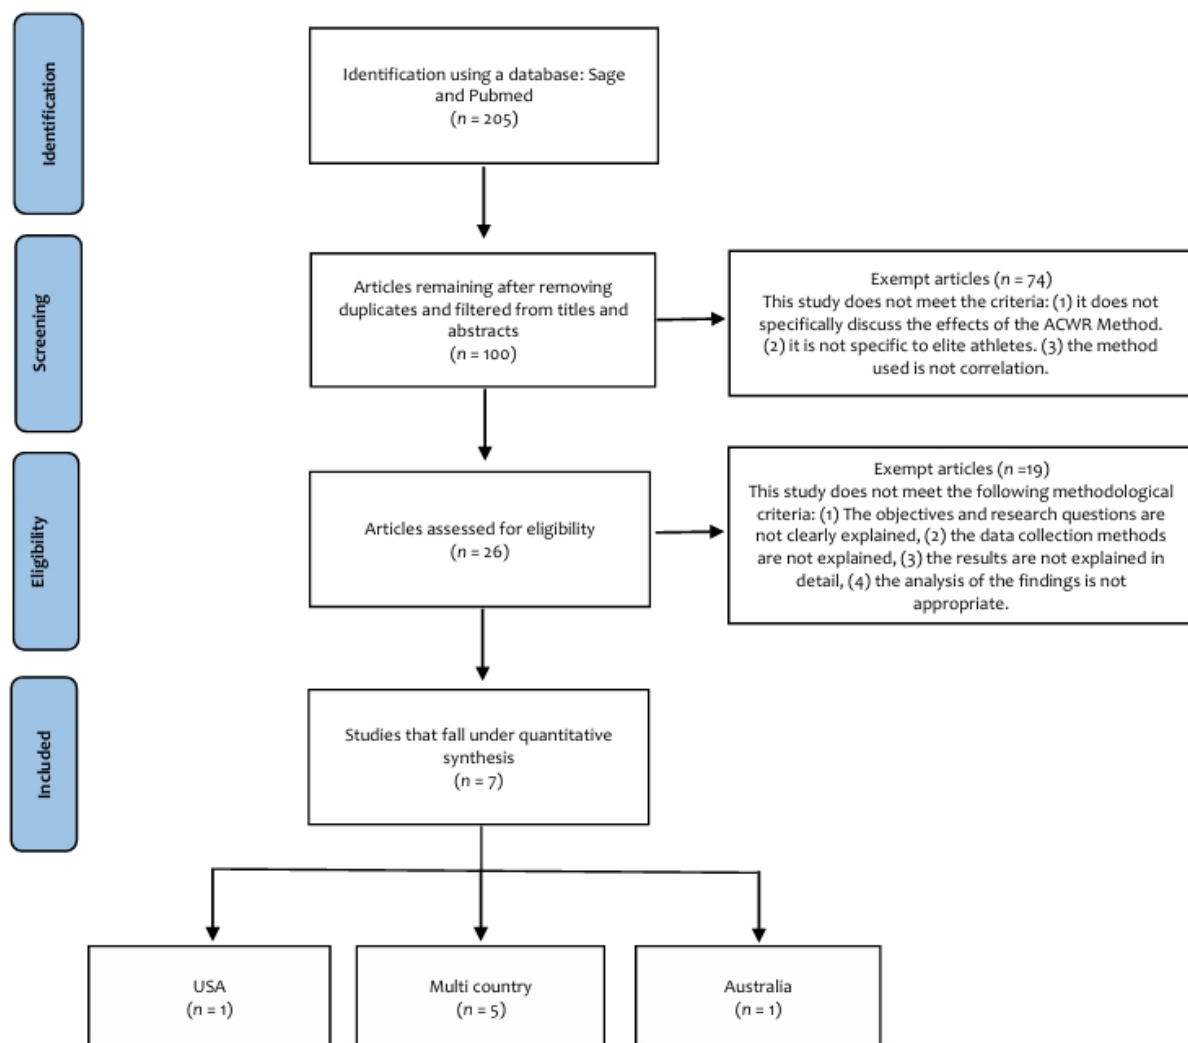 Identification
Identification using a database: Sage
and Pubmed
(n = 205)
Screening
Articles remaining after removing
duplicates and filtered from titles and
abstracts
(n = 100)
Exempt articles (n = 74)
This study does not meet the criteria: (1) it does not
specifically discuss the effects of the ACWR Method.
(2) it is not specific to elite athletes. (3) the method
used is not correlation.
Eligibility
Articles assessed for eligibility
(n = 26)
Exempt articles (n =19)
This study does not meet the following methodological
criteria: (1) The objectives and research questions are
not clearly explained, (2) the data collection methods
are not explained, (3) the results are not explained in
detail, (4) the analysis of the findings is not
appropriate.
Included
Studies that fall under quantitative
synthesis
(n = 7)
USA
(n = 1)
Multi country
(n = 5)
Australia
(n = 1)